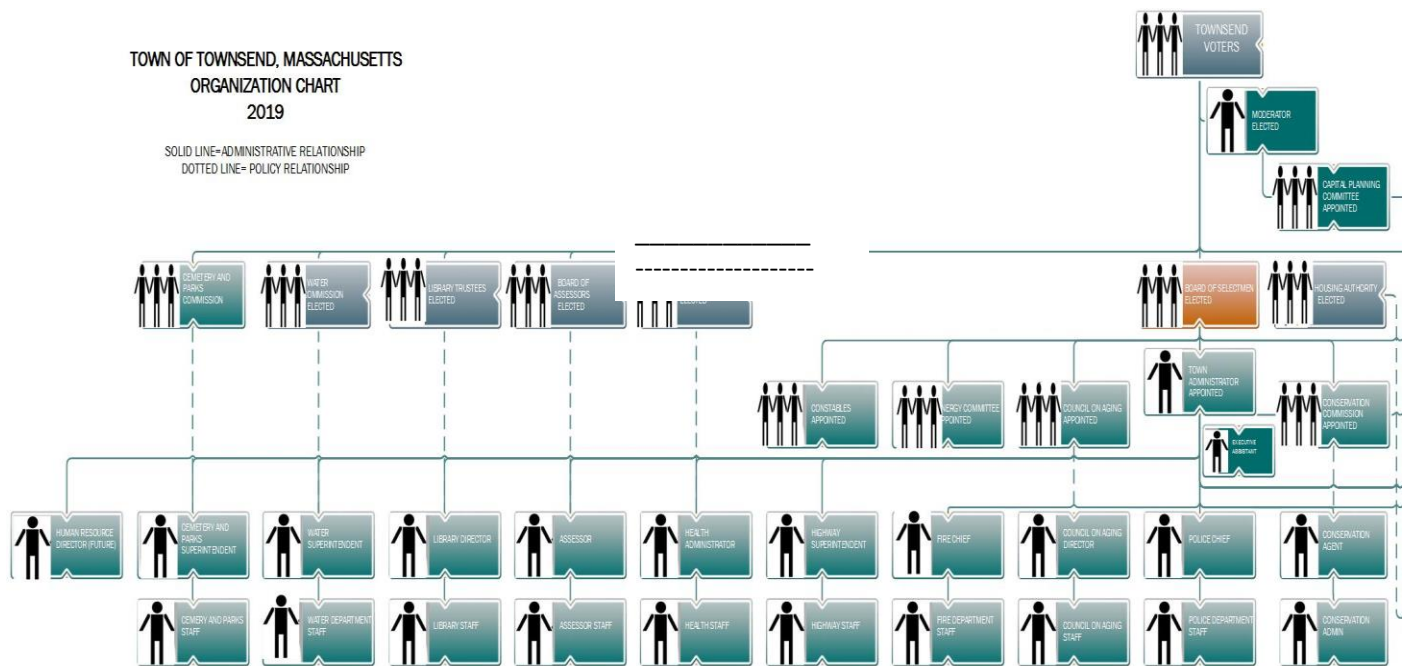 TOWN OF TOWNSEND, MASSACHUSETTS
ORGANIZATION CHART
2019
SOLID LINE=ADMINISTRATIVE RELATIONSHIP
DOTTED LINE= POLICY RELATIONSHIP
TOWNSEND
VOTERS
MODERATOR
ELECTED
CAPITAL PLANNING
COMMITTEE
APPOINTED
CEMETERY AND
PARKS
COMMISSION
WATER
OMMISSION
ELECTED
LIBRARY TRUSTEES
ELECTED
BOARD OF
ASSESSORS
ELECTED
ELECTED
BOARD OF SELECTMEN
ELECTED
HOUSING AUTHORITY
ELECTED
CONSTABLES
APPOINTED
NERGY COMMITTEE
PPOINTED
COUNCIL ON AGING
APPOINTED
TOWN
ADMINISTRATOR
APPOINTED
CONSERVATION
COMMISSION
APPOINTED
EXECUTIVE
ASSISTANT
HUMAN RESOURCE
DIRECTOR (FUTURE)
CEMETERY AND
PARKS
SUPERINTENDENT
WATER
SUPERINTENDENT
LIBRARY DIRECTOR
ASSESSOR
HEALTH
ADMINISTRATOR
HIGHWAY
SUPERINTENDENT
FIRE CHIEF
COUNCIL ON AGING
DIRECTOR
POLICE CHIEF
CONSERVATION
AGENT
CEMERY AND PARKS
STAFF
WATER DEPARTMENT
STAFF
LIBRARY STAFF
ASSESSOR STAFF
HEALTH STAFF
HIGHWAY STAFF
FIRE DEPARTMENT
STAFF
COUNCIL ON AGING
STAFF
POLICE DEPARTMENT
STAFF
CONSERVATION
ADMIN